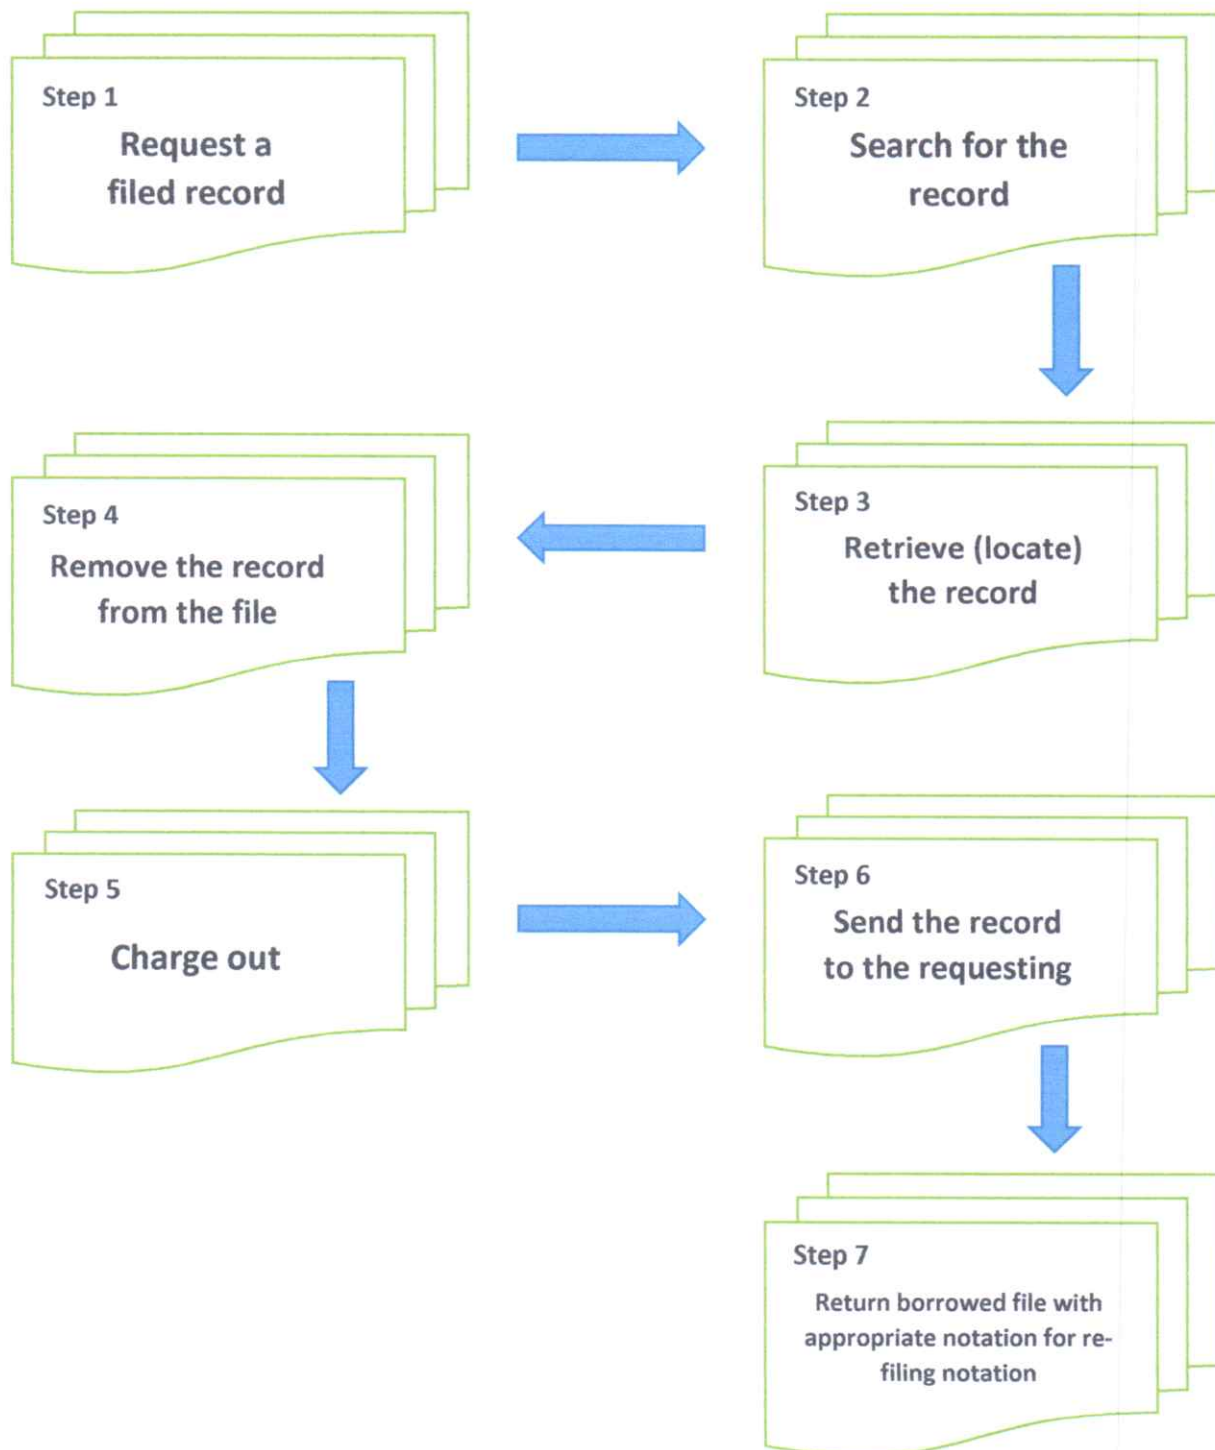 Step 1
Request a
filed record
Step 2
Search for the
record
Step 3
Retrieve (locate)
the record
Step 4
Remove the record
from the file
Step 5
Charge out
Step 6
Send the record
to the requesting
Step 7
Return borrowed file with
appropriate notation for re-
filing notation